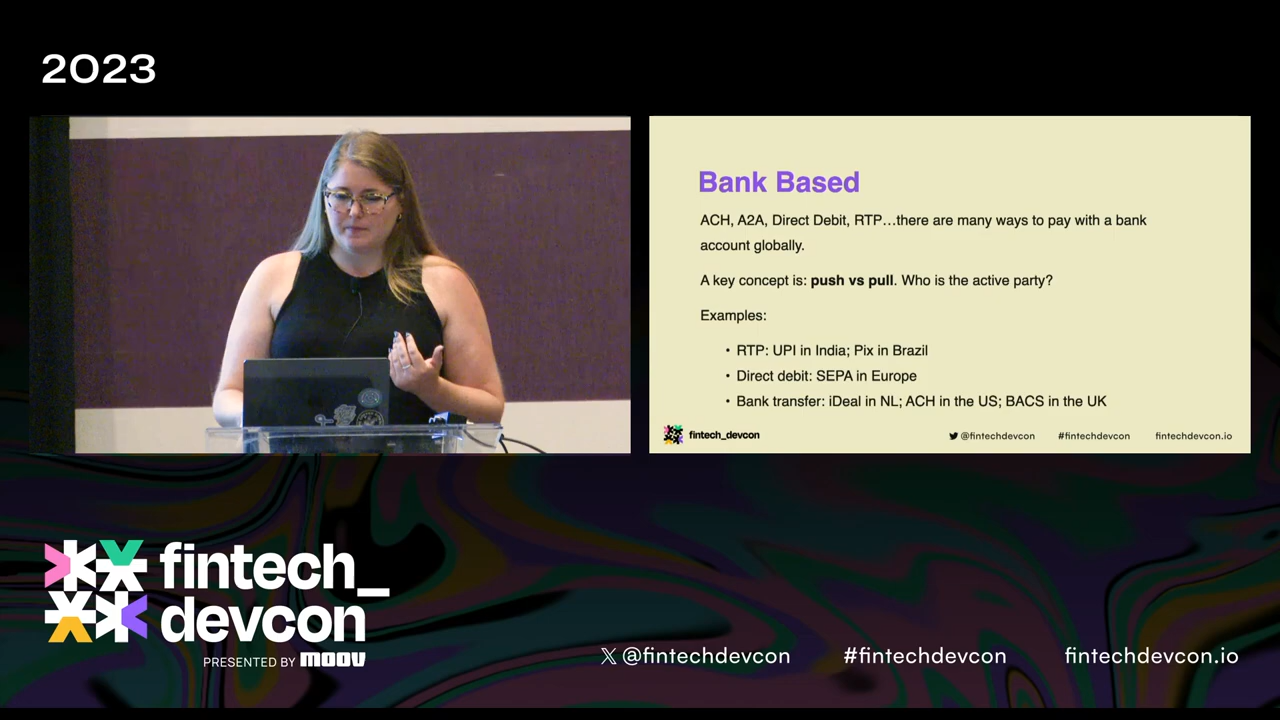 2023
Bank Based
ACH, A2A, Direct Debit, RTP…there are many ways to pay with a bank
account globally.
A key concept is: push vs pull. Who is the active party?
Examples:
• RTP: UPI in India; Pix in Brazil
• Direct debit: SEPA in Europe
• Bank transfer: iDeal in NL; ACH in the US; BACS in the UK
fintech_devcon
@fintechdevcon
#fintechdevcon
fintechdevcon.io
fintech_
devcon
PRESENTED BY moov
@fintechdevcon
#fintechdevcon
fintechdevcon.io